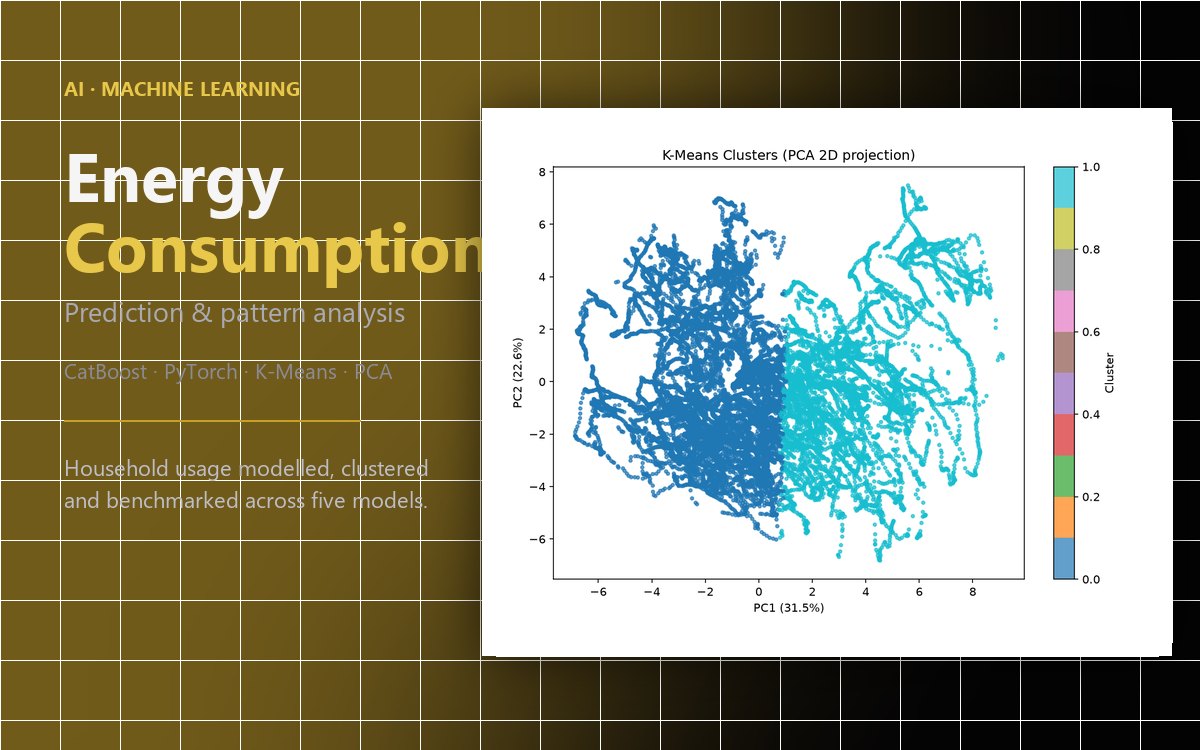 AI · MACHINE LEARNING
Energy
Consumption
Prediction & pattern analysis
CatBoost · PyTorch · K-Means · PCA
Household usage modelled, clustered
and benchmarked across five models.
K-Means Clusters (PCA 2D projection)
8
6
4
2
0
−2
−4
−6
PC2 (22.6%)
−6 −4 −2 0 2 4 6 8
PC1 (31.5%)
1.0
0.8
0.6
0.4
0.2
0.0
Cluster